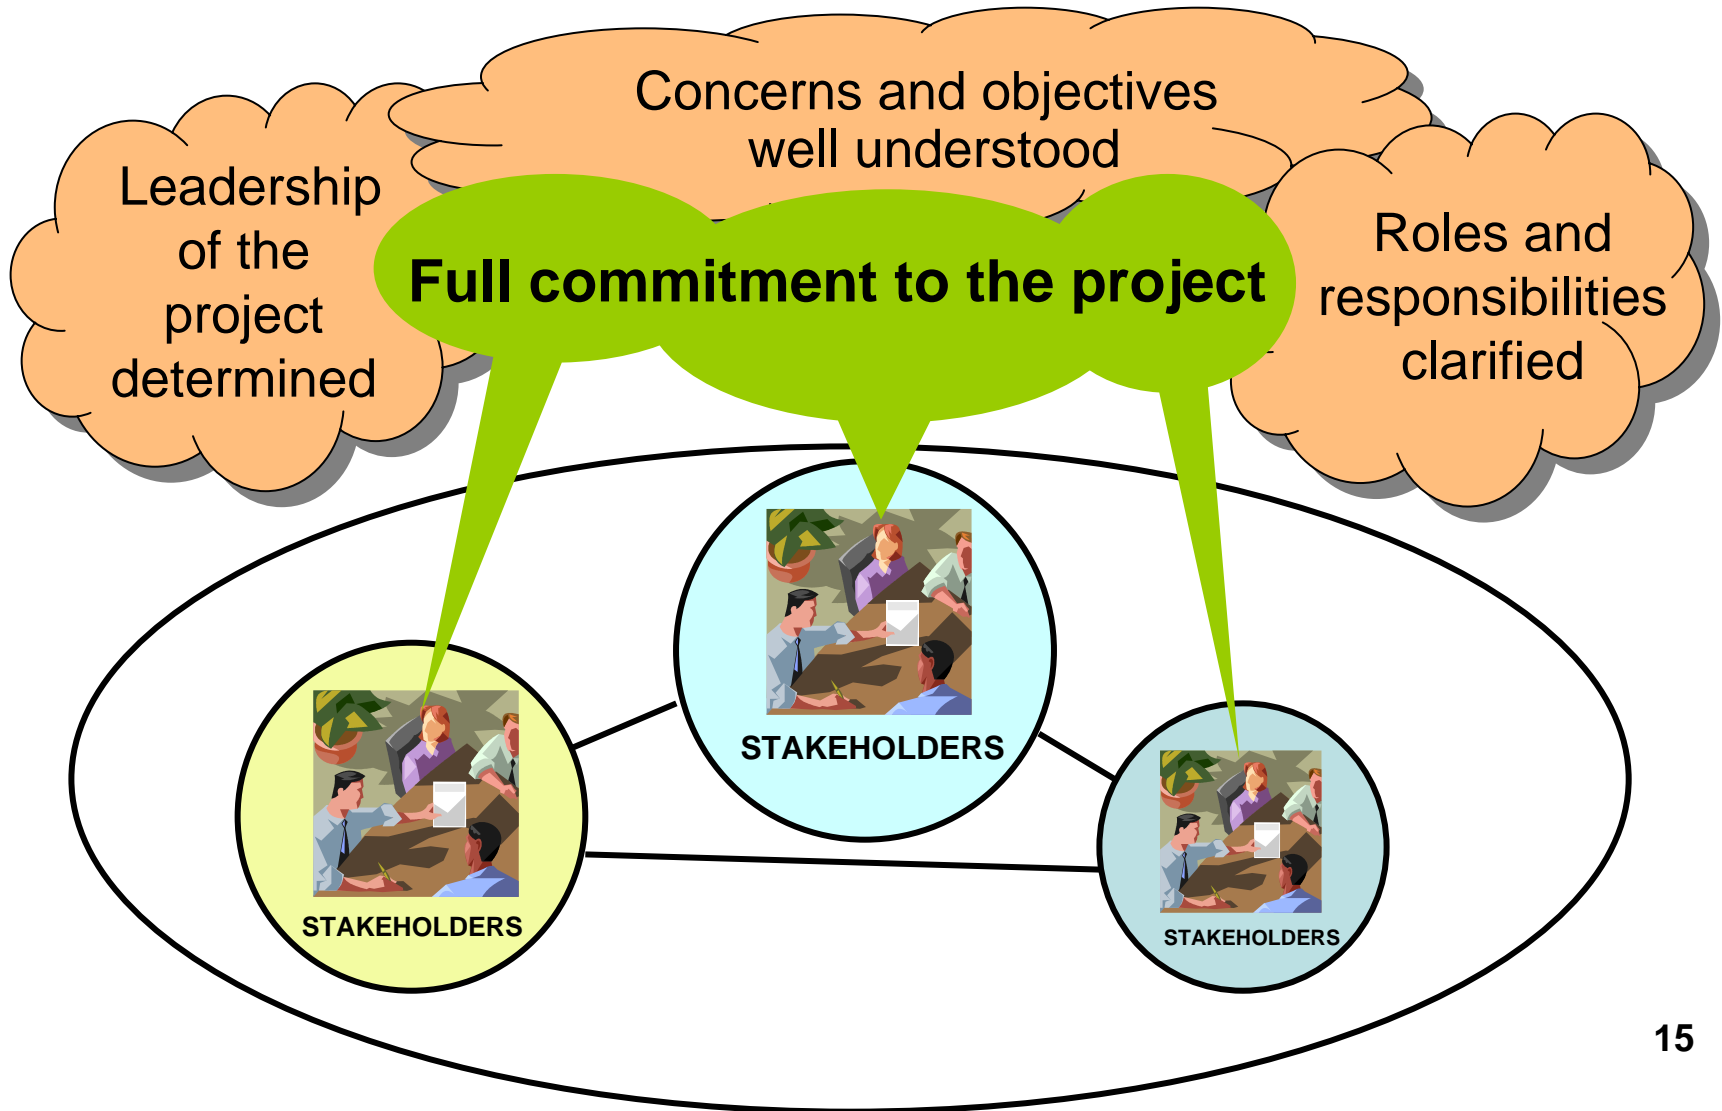 Concerns and objectives
well understood
Leadership
of the
project
determined
Full commitment to the project
Roles and
responsibilities
clarified
STAKEHOLDERS
STAKEHOLDERS
STAKEHOLDERS
15